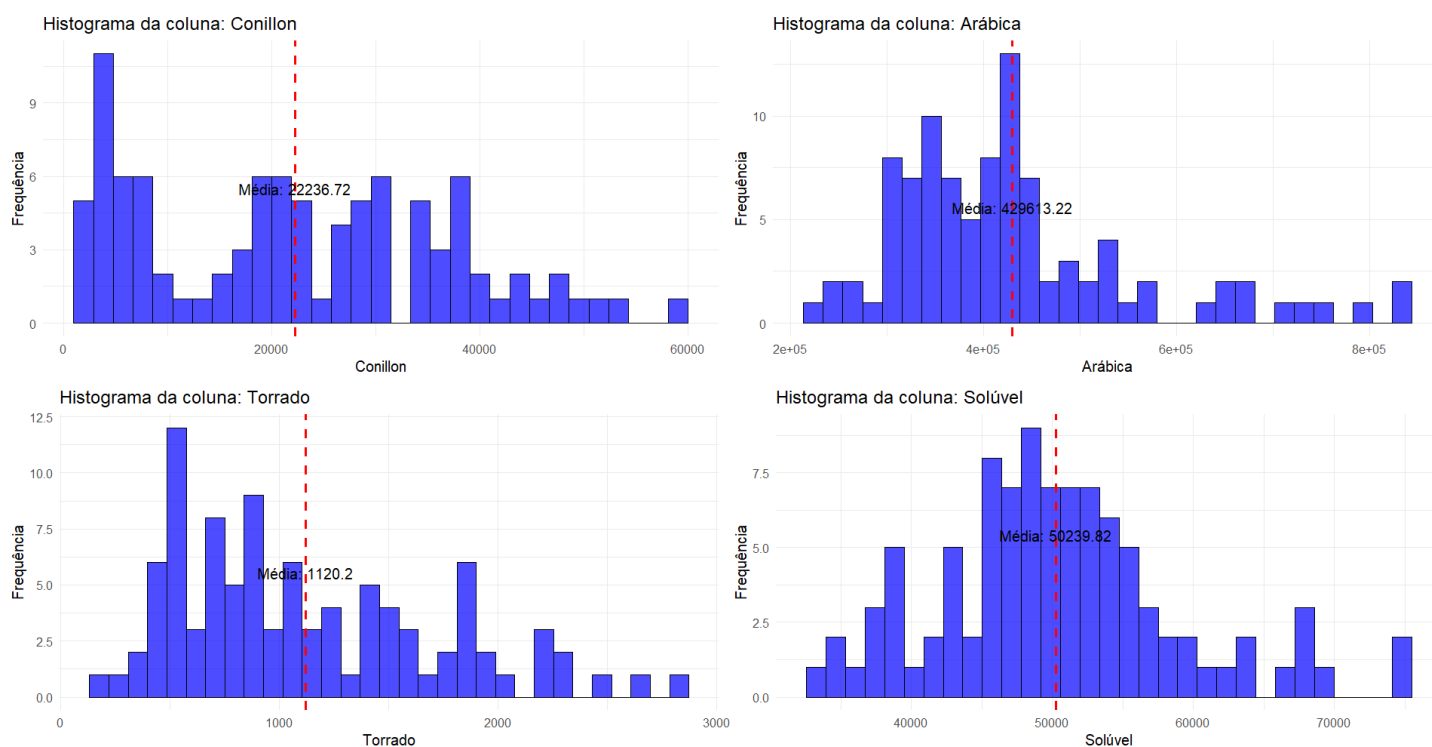 Histograma da coluna: Conillon
Frequência
9
6
3
0
Média: 22236.72
0 20000 40000 60000
Conillon
Histograma da coluna: Arábica
Frequência
10
5
0
Média: 429613.22
2e+05 4e+05 6e+05 8e+05
Arábica
Histograma da coluna: Torrado
Frequência
12.5
10.0
7.5
5.0
2.5
0.0
Média: 1120.2
0 1000 2000 3000
Torrado
Histograma da coluna: Solúvel
Frequência
7.5
5.0
2.5
0.0
Média: 50239.82
40000 50000 60000 70000
Solúvel